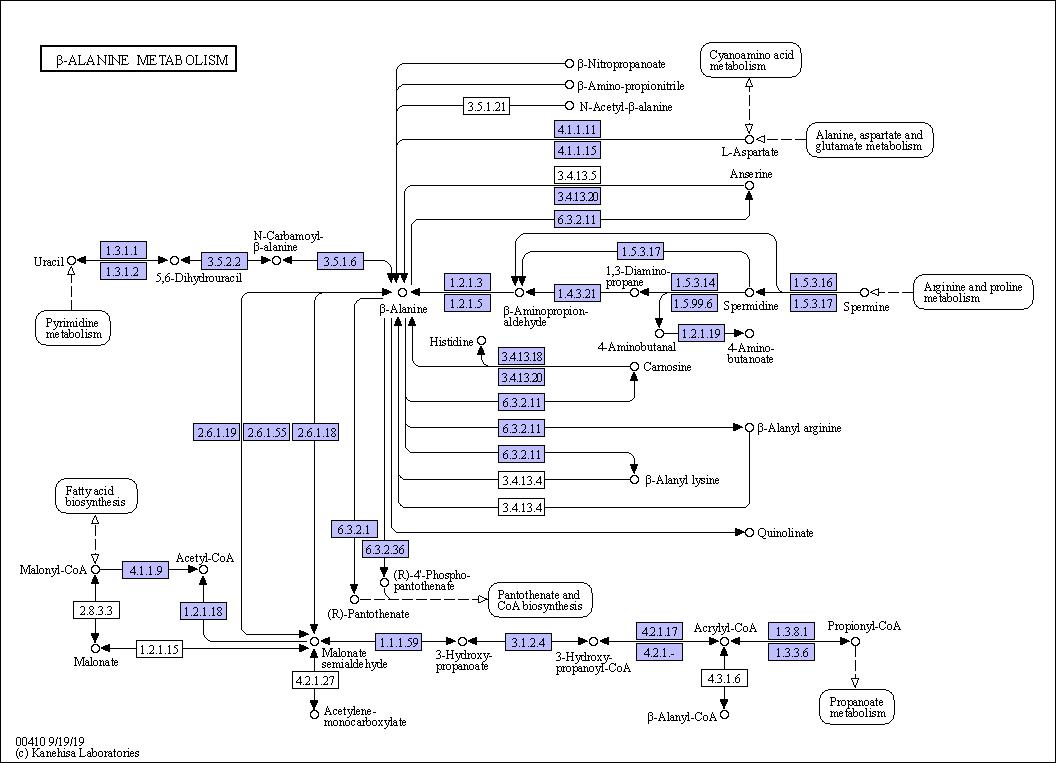 β-ALANINE METABOLISM
β-Nitropropanoate
β-Amino-propionitrile
3.5.1.21
N-Acetyl-β-alanine
Cyanoamino acid
metabolism
4.1.1.11
4.1.1.15
L-Aspartate
Alanine, aspartate and
glutamate metabolism
3.4.13.5
3.4.13.20
Anserine
6.3.2.11
Uracil
1.3.1.1
1.3.1.2
5,6-Dihydrouracil
3.5.2.2
N-Carbamoyl-
β-alanine
3.5.1.6
Pyrimidine
metabolism
β-Alanine
1.2.1.3
1.2.1.5
β-Aminopropion-
aldehyde
1.4.3.21
1,3-Diamino-
propane
1.5.3.17
1.5.3.14
1.5.99.6
Spermidine
1.5.3.16
1.5.3.17
Spermine
Arginine and proline
metabolism
4-Aminobutanal
1.2.1.19
4-Amino-
butanoate
Histidine
3.4.13.18
3.4.13.20
Carnosine
6.3.2.11
6.3.2.11
β-Alanyl arginine
6.3.2.11
3.4.13.4
β-Alanyl lysine
3.4.13.4
2.6.1.19
2.6.1.55
2.6.1.18
6.3.2.1
6.3.2.36
Quinolinate
(R)-4'-Phospho-
pantothenate
(R)-Pantothenate
Pantothenate and
CoA biosynthesis
Fatty acid
biosynthesis
Malonyl-CoA
4.1.1.9
Acetyl-CoA
2.8.3.3
1.2.1.18
Malonate
1.2.1.15
Malonate
semialdehyde
1.1.1.59
3-Hydroxy-
propanoate
3.1.2.4
3-Hydroxy-
propanoyl-CoA
4.2.1.17
4.2.1.-
Acrylyl-CoA
1.3.8.1
1.3.3.6
Propionyl-CoA
4.2.1.27
Acetylene-
monocarboxylate
4.3.1.6
β-Alanyl-CoA
Propanoate
metabolism
00410 9/19/19
(c) Kanehisa Laboratories